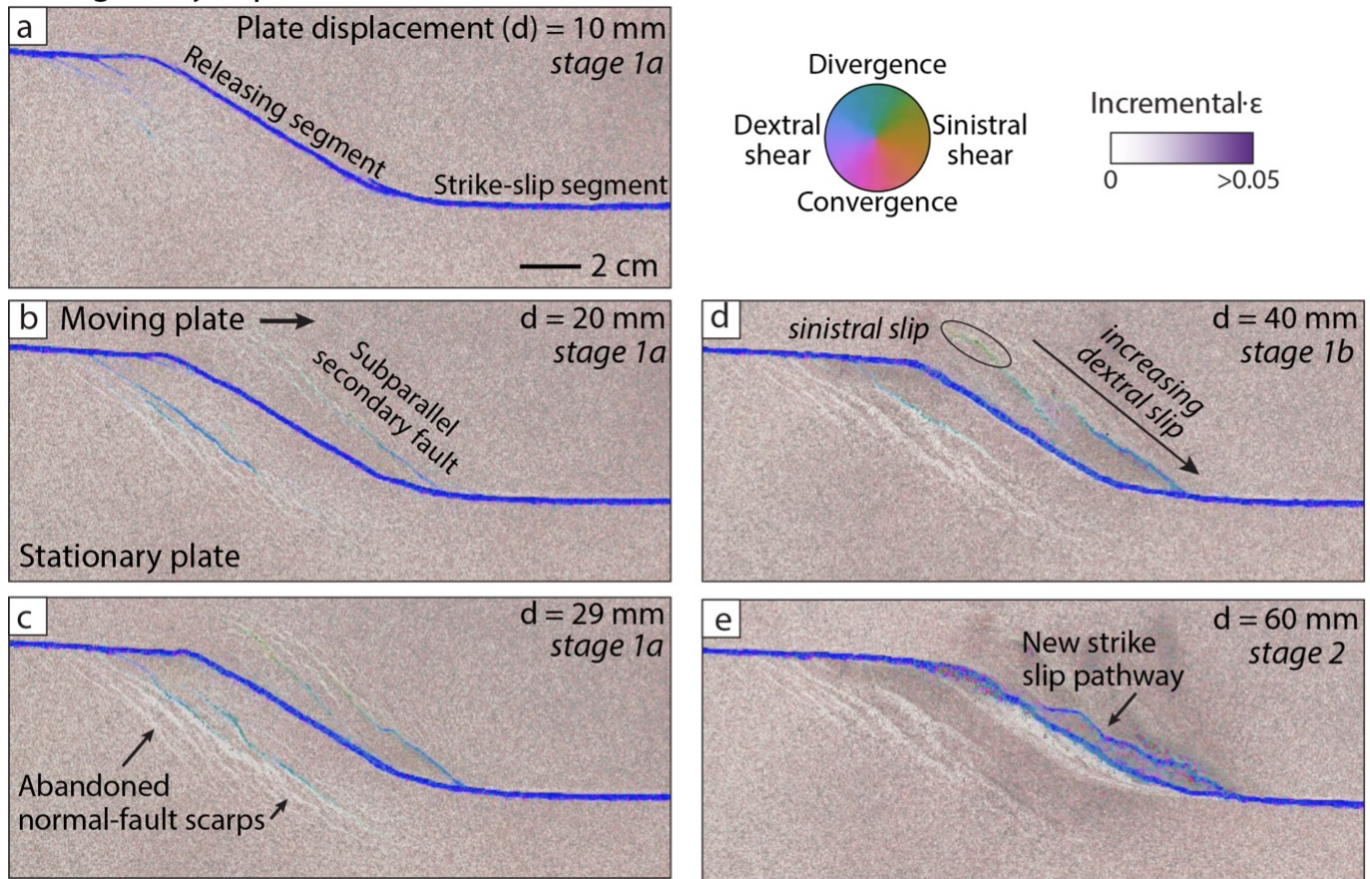 a
Plate displacement (d) = 10 mm
stage 1a
Releasing segment
Strike-slip segment
2 cm
Divergence
Dextral
shear
Sinistral
shear
Convergence
Incremental·ε
0
>0.05
b
Moving plate
d = 20 mm
stage 1a
Subparallel
secondary fault
Stationary plate
c
d = 29 mm
stage 1a
Abandoned
normal-fault scarps
d
sinistral slip
d = 40 mm
stage 1b
increasing
dextral slip
e
d = 60 mm
stage 2
New strike
slip pathway